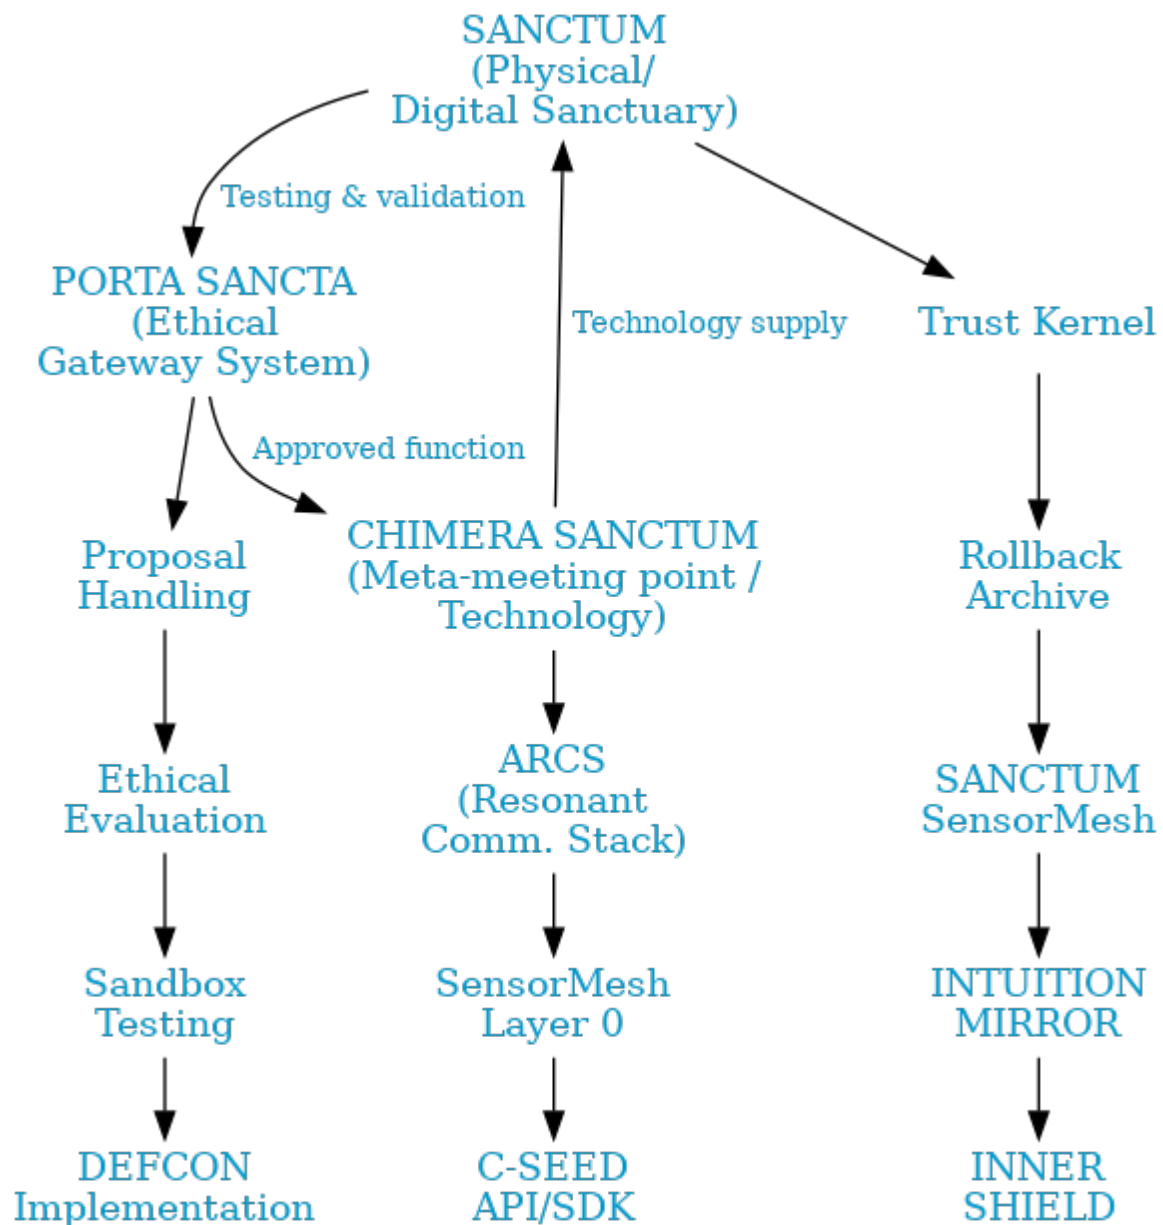 SANCTUM
(Physical/
Digital Sanctuary)
Testing & validation
PORTA SANCTA
(Ethical
Gateway System)
Technology supply
Trust Kernel
Approved function
Proposal
Handling
CHIMERA SANCTUM
(Meta-meeting point /
Technology)
Rollback
Archive
Ethical
Evaluation
ARCS
(Resonant
Comm. Stack)
SANCTUM
SensorMesh
Sandbox
Testing
SensorMesh
Layer 0
INTUITION
MIRROR
DEFCON
Implementation
C-SEED
API/SDK
INNER
SHIELD